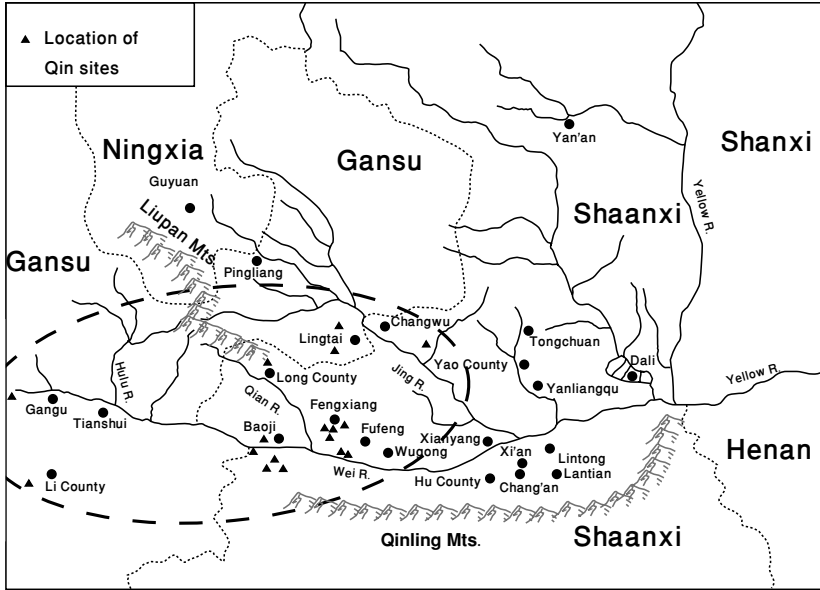 Location of
Qin sites
Ningxia
Gansu
Shanxi
Yan'an
Guyuan
Yellow R.
Shaanxi
Liupan Mts.
Gansu
Pingliang
Changwu
Tongchuan
Lingtai
Yao County
Dali
Hulu R.
Long County
Jing R.
Yanliangqu
Yellow R.
Qian R.
Gangu
Fengxiang
Tianshui
Baoji
Fufeng
Xianyang
Henan
Wugong
Xi'an
Lintong
Wei R.
Li County
Hu County
Lantian
Chang'an
Qinling Mts.
Shaanxi